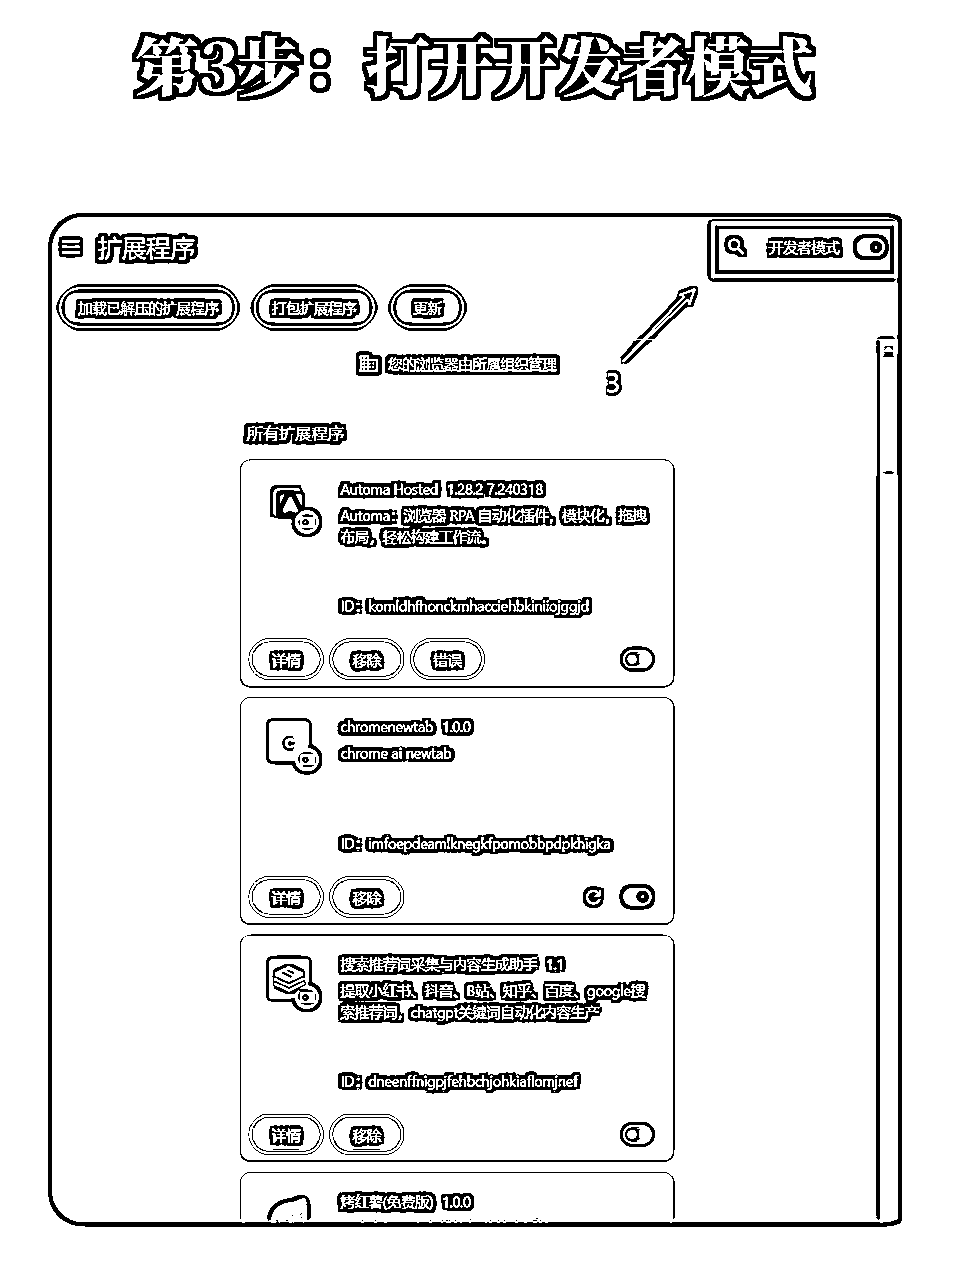 第3步：打开开发者模式
扩展程序
开发者模式
加载已解压的扩展程序
打包扩展程序
更新
您的浏览器由所属组织管理
3
所有扩展程序
Automa Hosted 1.28.27.240318
Automa：浏览器 RPA 自动化插件，模块化，拖拽
布局，轻松构建工作流。
详情
移除
错误
chromenewtab 1.0.0
chrome ai newtab
详情
移除
搜索推荐词采集与内容生成助手 1.1
提取小红书、抖音、B站、知乎、百度、google搜
索推荐词，chatgpt关键词自动化内容生产
详情
移除
烤红薯(免费版) 1.0.0